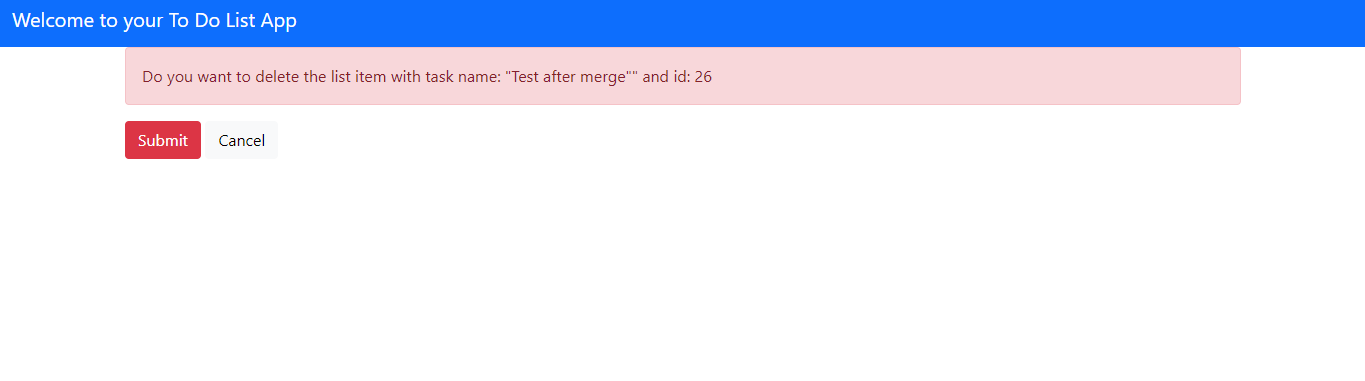 Welcome to your To Do List App
Do you want to delete the list item with task name: "Test after merge"" and id: 26
Submit Cancel